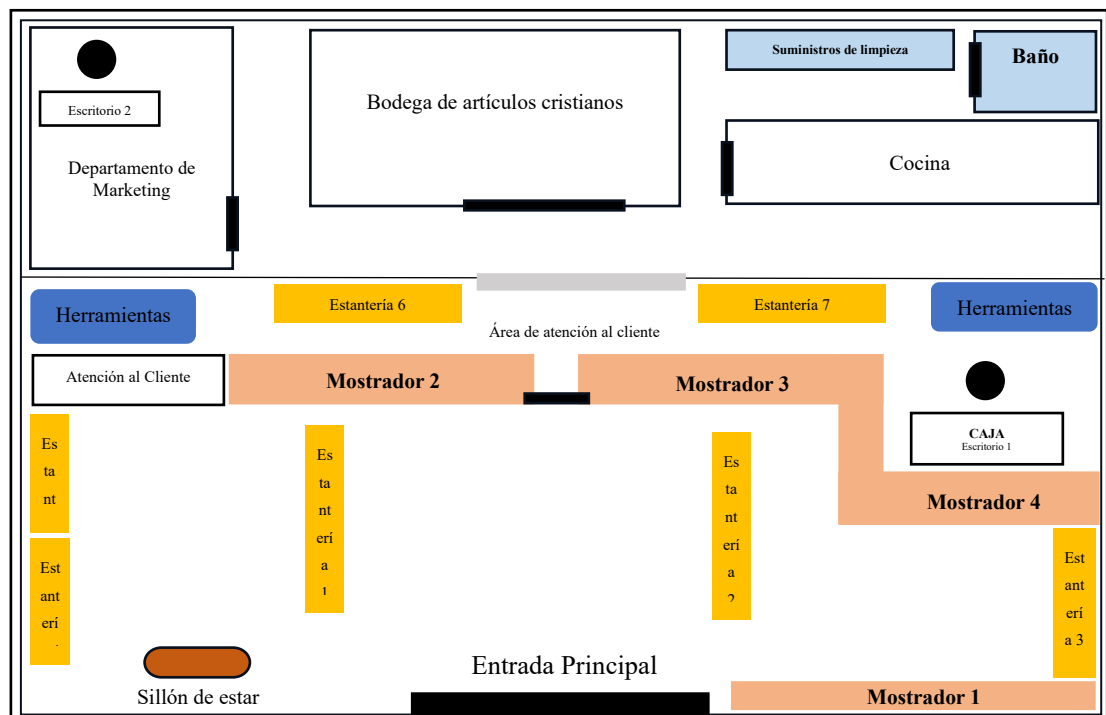 Suministros de limpieza
Baño
Escritorio 2
Bodega de artículos cristianos
Departamento de
Marketing
Cocina
Herramientas
Estantería 6
Estantería 7
Herramientas
Área de atención al cliente
Atención al Cliente
Mostrador 2
Mostrador 3
CAJA
Escritorio 1
Es
ta
nt
Es
ta
nt
erí
a
1
Es
ta
nt
erí
a
2
Mostrador 4
Est
ant
erí
Est
ant
erí
a 3
Entrada Principal
Sillón de estar
Mostrador 1